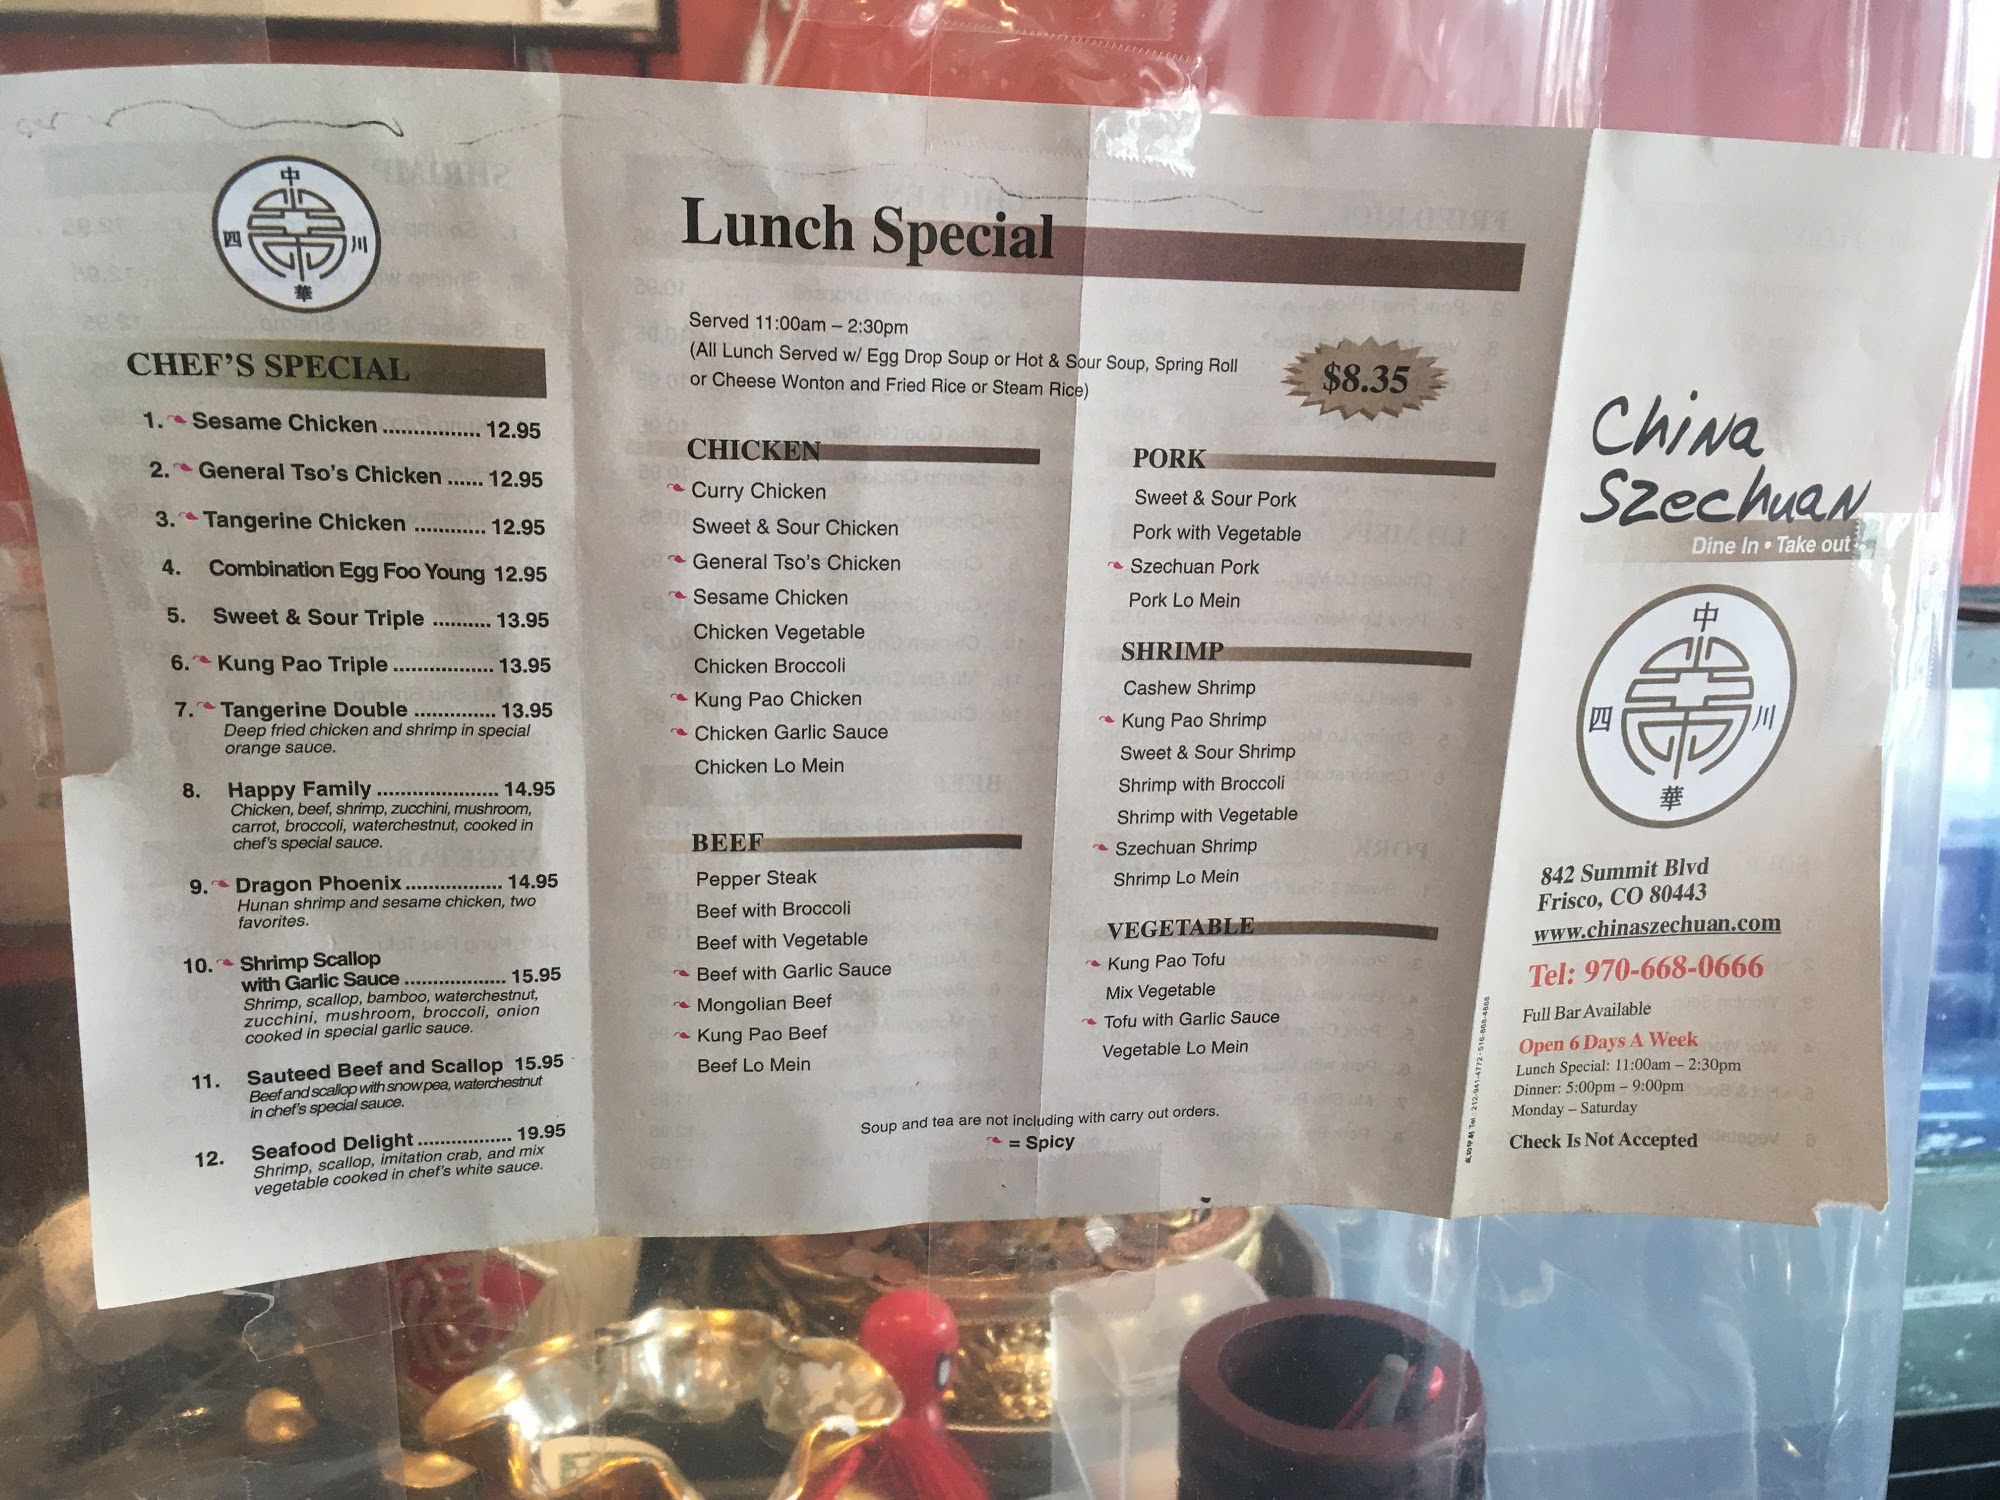 中
四 川
華
CHEF'S SPECIAL
1. Sesame Chicken ................ 12.95
2. General Tso's Chicken ...... 12.95
3. Tangerine Chicken ............ 12.95
4. Combination Egg Foo Young 12.95
5. Sweet & Sour Triple .......... 13.95
6. Kung Pao Triple ................. 13.95
7. Tangerine Double .............. 13.95
Deep fried chicken and shrimp in special
orange sauce.
8. Happy Family ..................... 14.95
Chicken, beef, shrimp, zucchini, mushroom,
carrot, broccoli, waterchestnut, cooked in
chef's special sauce.
9. Dragon Phoenix ................. 14.95
Hunan shrimp and sesame chicken, two
favorites.
10. Shrimp Scallop
with Garlic Sauce .................. 15.95
Shrimp, scallop, bamboo, waterchestnut,
zucchini, mushroom, broccoli, onion
cooked in special garlic sauce.
11. Sauteed Beef and Scallop 15.95
Beef and scallop with snow pea, waterchestnut
in chef's special sauce.
12. Seafood Delight ................ 19.95
Shrimp, scallop, imitation crab, and mix
vegetable cooked in chef's white sauce.
Lunch Special
Served 11:00am – 2:30pm
(All Lunch Served w/ Egg Drop Soup or Hot & Sour Soup, Spring Roll
or Cheese Wonton and Fried Rice or Steam Rice)
$8.35
CHICKEN
Curry Chicken
Sweet & Sour Chicken
General Tso's Chicken
Sesame Chicken
Chicken Vegetable
Chicken Broccoli
Kung Pao Chicken
Chicken Garlic Sauce
Chicken Lo Mein
BEEF
Pepper Steak
Beef with Broccoli
Beef with Vegetable
Beef with Garlic Sauce
Mongolian Beef
Kung Pao Beef
Beef Lo Mein
PORK
Sweet & Sour Pork
Pork with Vegetable
Szechuan Pork
Pork Lo Mein
SHRIMP
Cashew Shrimp
Kung Pao Shrimp
Sweet & Sour Shrimp
Shrimp with Broccoli
Shrimp with Vegetable
Szechuan Shrimp
Shrimp Lo Mein
VEGETABLE
Kung Pao Tofu
Mix Vegetable
Tofu with Garlic Sauce
Vegetable Lo Mein
Soup and tea are not including with carry out orders.
= Spicy
Tel.: 212-941-4772 • 516-868-4888
China
Szechuan
Dine In • Take out
中
四 川
華
842 Summit Blvd
Frisco, CO 80443
www.chinaszechuan.com
Tel: 970-668-0666
Full Bar Available
Open 6 Days A Week
Lunch Special: 11:00am – 2:30pm
Dinner: 5:00pm – 9:00pm
Monday – Saturday
Check Is Not Accepted